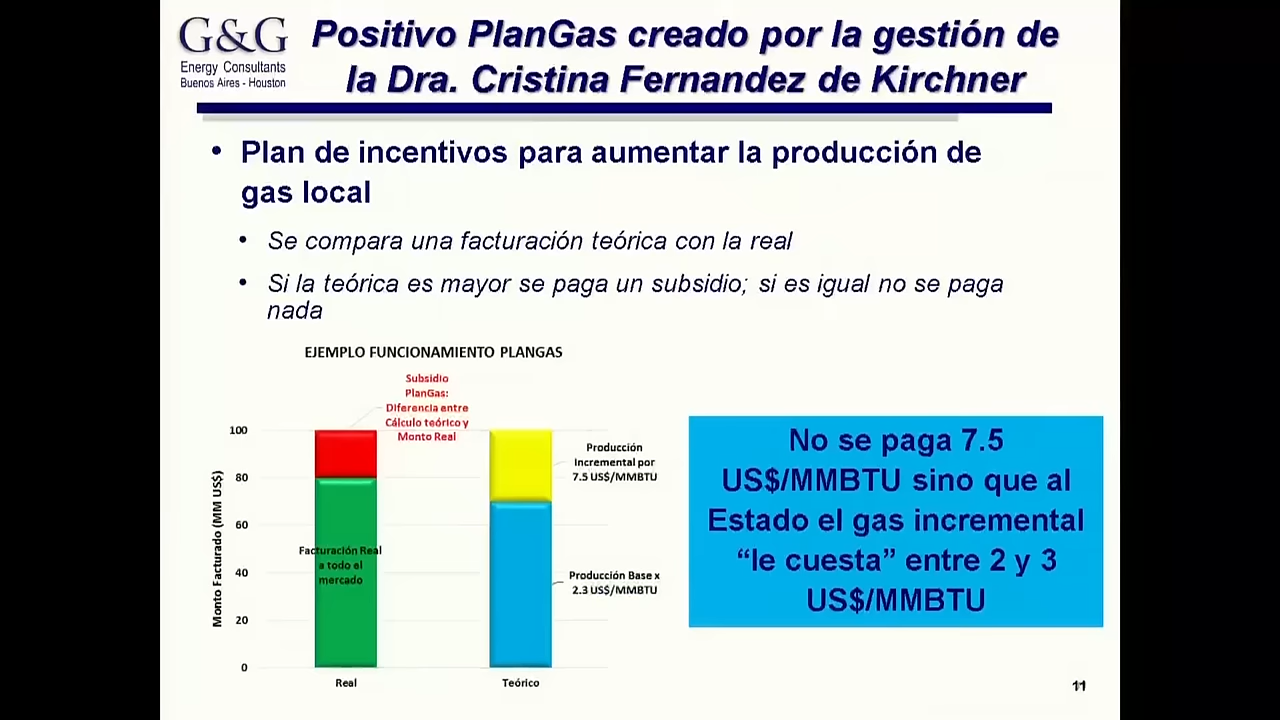 G&G
Energy Consultants
Buenos Aires - Houston
Positivo PlanGas creado por la gestión de
la Dra. Cristina Fernandez de Kirchner
• Plan de incentivos para aumentar la producción de
gas local
• Se compara una facturación teórica con la real
• Si la teórica es mayor se paga un subsidio; si es igual no se paga
nada
EJEMPLO FUNCIONAMIENTO PLANGAS
Subsidio
PlanGas:
Diferencia entre
Cálculo teórico y
Monto Real
Monto Facturado (MM US$)
100
80
60
40
20
0
Facturación Real
a todo el
mercado
Producción
Incremental por
7.5 US$/MMBTU
Producción Base x
2.3 US$/MMBTU
Real
Teórico
No se paga 7.5
US$/MMBTU sino que al
Estado el gas incremental
“le cuesta” entre 2 y 3
US$/MMBTU
11